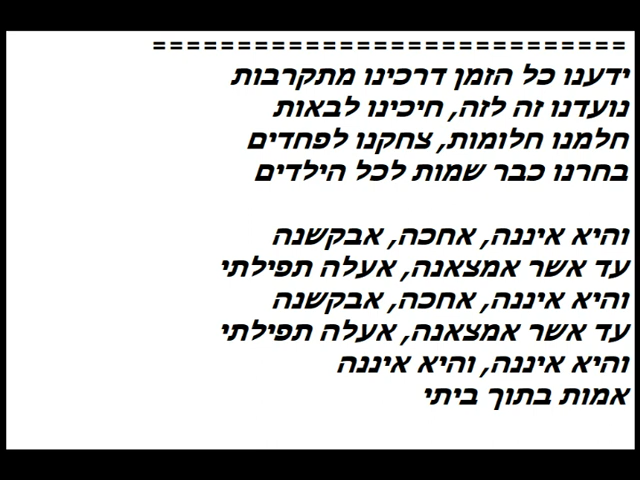 ============================
ידענו כל הזמן דרכינו מתקרבות
נועדנו זה לזה, חיכינו לבאות
חלמנו חלומות, צחקנו לפחדים
בחרנו כבר שמות לכל הילדים

והיא איננה, אחכה, אבקשנה
עד אשר אמצאנה, אעלה תפילתי
והיא איננה, אחכה, אבקשנה
עד אשר אמצאנה, אעלה תפילתי
והיא איננה, והיא איננה
אמות בתוך ביתי